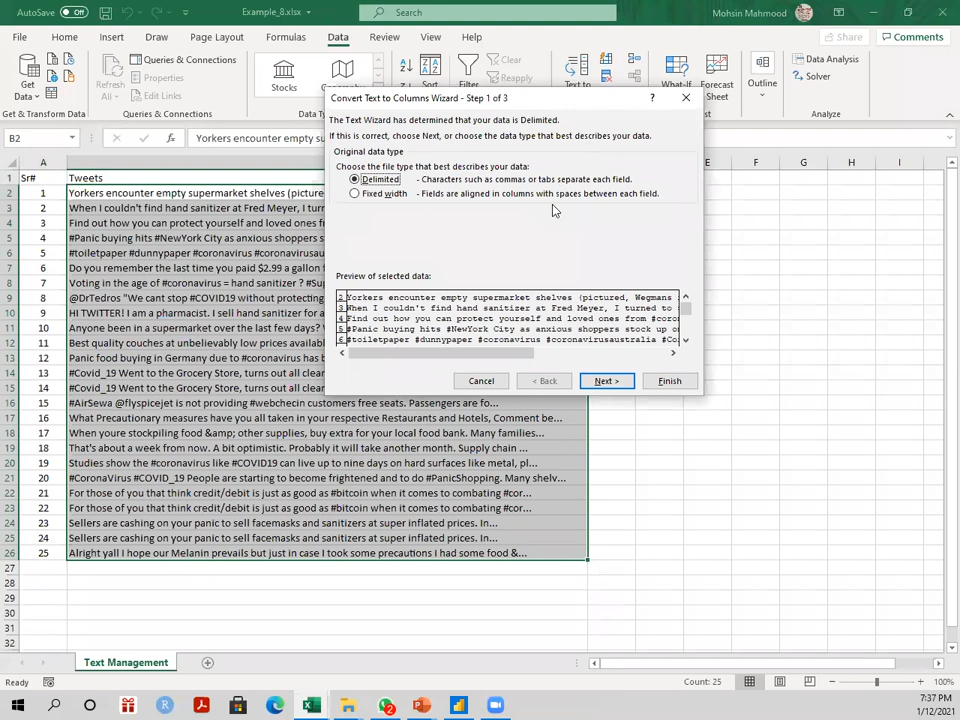 AutoSave Off Example_8.xlsx Search Mohsin Mahmood
File Home Insert Draw Page Layout Formulas Data Review View Help Share Comments
Get Data
Queries & Connections
Properties
Edit Links
Refresh All
Stocks
Clear
Reapply
Text to
What-If
Forecast Sheet
Outline
Data Analysis
Solver
Get & Transform Data
Queries & Connections
Analysis
B2
A E F G H I
1 Sr# Tweets
2 1 Yorkers encounter empty supermarket shelves (picture
3 2 When I couldn't find hand sanitizer at Fred Meyer, I turn
4 3 Find out how you can protect yourself and loved ones f
5 4 #Panic buying hits #NewYork City as anxious shoppers s
6 5 #toiletpaper #dunnypaper #coronavirus #coronavirusau
7 6 Do you remember the last time you paid $2.99 a gallon f
8 7 Voting in the age of #coronavirus = hand sanitizer ? #Sup
9 8 @DrTedros "We cant stop #COVID19 without protecting
10 9 HI TWITTER! I am a pharmacist. I sell hand sanitizer for a
11 10 Anyone been in a supermarket over the last few days?
12 11 Best quality couches at unbelievably low prices available
13 12 Panic food buying in Germany due to #coronavirus has b
14 13 #Covid_19 Went to the Grocery Store, turns out all clean
15 14 #Covid_19 Went to the Grocery Store, turns out all clean
16 15 #AirSewa @flyspicejet is not providing #webchecin customers free seats. Passengers are fo...
17 16 What Precautionary measures have you all taken in your respective Restaurants and Hotels, Comment be...
18 17 When youre stockpiling food &amp; other supplies, buy extra for your local food bank. Many families...
19 18 That's about a week from now. A bit optimistic. Probably it will take another month. Supply chain ...
20 19 Studies show the #coronavirus like #COVID19 can live up to nine days on hard surfaces like metal, pl...
21 20 #CoronaVirus #COVID_19 People are starting to become frightened and to do #PanicShopping. Many shelv...
22 21 For those of you that think credit/debit is just as good as #bitcoin when it comes to combating #cor...
23 22 For those of you that think credit/debit is just as good as #bitcoin when it comes to combating #cor...
24 23 Sellers are cashing on your panic to sell facemasks and sanitizers at super inflated prices. In...
25 24 Sellers are cashing on your panic to sell facemasks and sanitizers at super inflated prices. In...
26 25 Alright yall I hope our Melanin prevails but just in case I took some precautions I had some food &...
27
28
29
30
31
32
Convert Text to Columns Wizard - Step 1 of 3 ?
The Text Wizard has determined that your data is Delimited.
If this is correct, choose Next, or choose the data type that best describes your data.
Original data type
Choose the file type that best describes your data:
Delimited - Characters such as commas or tabs separate each field.
Fixed width - Fields are aligned in columns with spaces between each field.
Preview of selected data:
2 Yorkers encounter empty supermarket shelves (pictured, Wegmans
3 When I couldn't find hand sanitizer at Fred Meyer, I turned to
4 Find out how you can protect yourself and loved ones from #coro
5 #Panic buying hits #NewYork City as anxious shoppers stock up o
6 #toiletpaper #dunnypaper #coronavirus #coronavirusaustralia #Co
Cancel < Back Next > Finish
Text Management
Ready Count: 25 100%
7:37 PM
1/12/2021